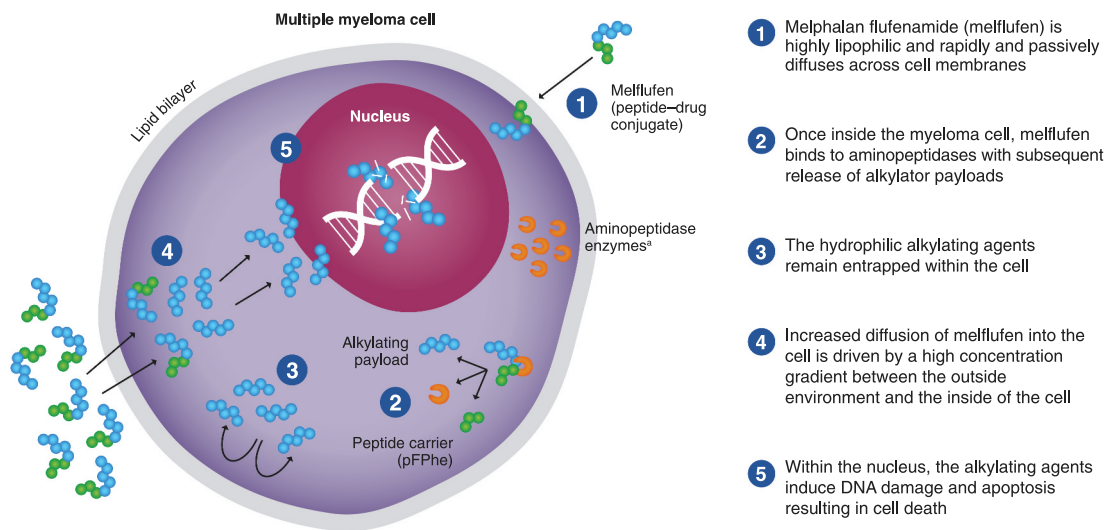 Multiple myeloma cell
Lipid bilayer
Nucleus
1
Melflufen
(peptide–drug
conjugate)
5
Aminopeptidase
enzymesᵃ
4
Alkylating
payload
3
2
Peptide carrier
(pFPhe)
1 Melphalan flufenamide (melflufen) is
highly lipophilic and rapidly and passively
diffuses across cell membranes
2 Once inside the myeloma cell, melflufen
binds to aminopeptidases with subsequent
release of alkylator payloads
3 The hydrophilic alkylating agents
remain entrapped within the cell
4 Increased diffusion of melflufen into the
cell is driven by a high concentration
gradient between the outside
environment and the inside of the cell
5 Within the nucleus, the alkylating agents
induce DNA damage and apoptosis
resulting in cell death